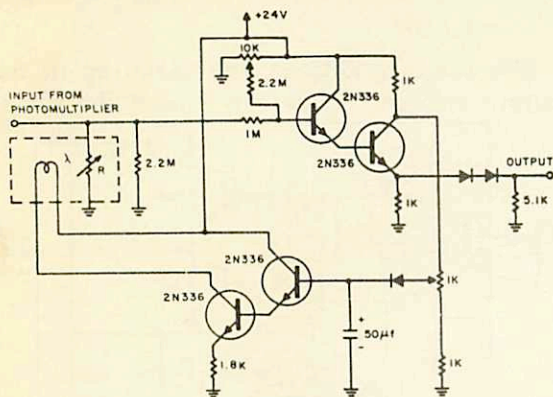 +24V
10K
2.2M
1K
INPUT FROM
PHOTOMULTIPLIER
2N336
1M
2N336
λ
R
2.2M
OUTPUT
1K
5.1K
2N336
2N336
1K
+
50µf
-
1.8K
1K